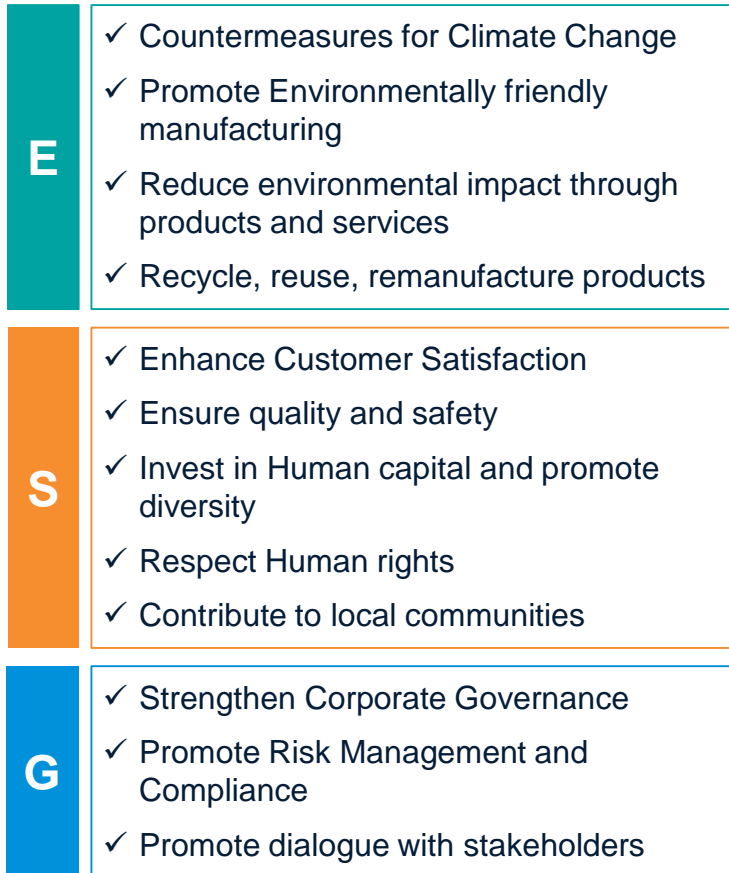 E
✓ Countermeasures for Climate Change
✓ Promote Environmentally friendly
manufacturing
✓ Reduce environmental impact through
products and services
✓ Recycle, reuse, remanufacture products
S
✓ Enhance Customer Satisfaction
✓ Ensure quality and safety
✓ Invest in Human capital and promote
diversity
✓ Respect Human rights
✓ Contribute to local communities
G
✓ Strengthen Corporate Governance
✓ Promote Risk Management and
Compliance
✓ Promote dialogue with stakeholders